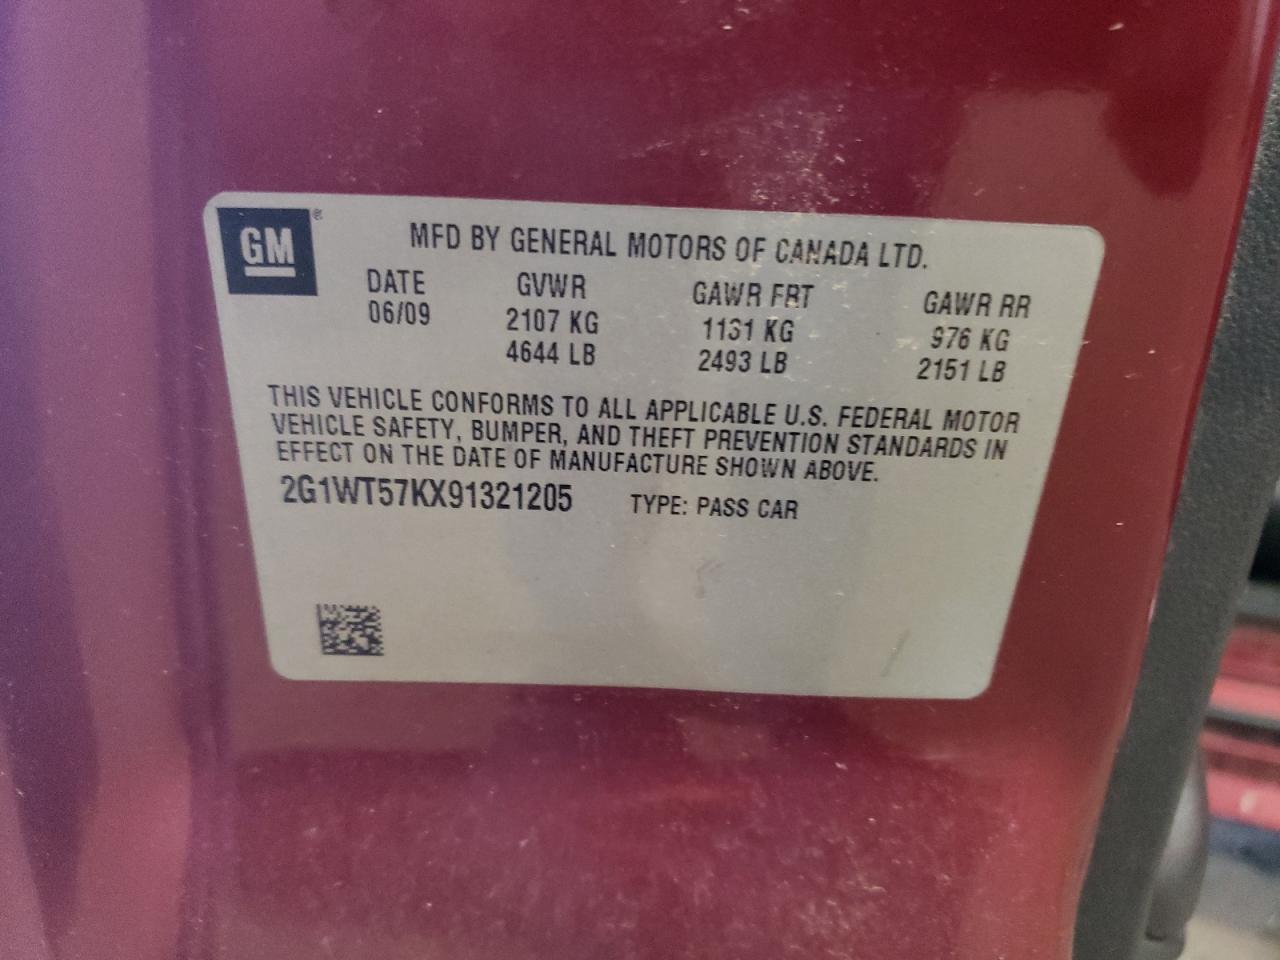 GM®
MFD BY GENERAL MOTORS OF CANADA LTD.
DATE GVWR GAWR FRT GAWR RR
06/09 2107 KG 1131 KG 976 KG
4644 LB 2493 LB 2151 LB
THIS VEHICLE CONFORMS TO ALL APPLICABLE U.S. FEDERAL MOTOR
VEHICLE SAFETY, BUMPER, AND THEFT PREVENTION STANDARDS IN
EFFECT ON THE DATE OF MANUFACTURE SHOWN ABOVE.
2G1WT57KX91321205 TYPE: PASS CAR